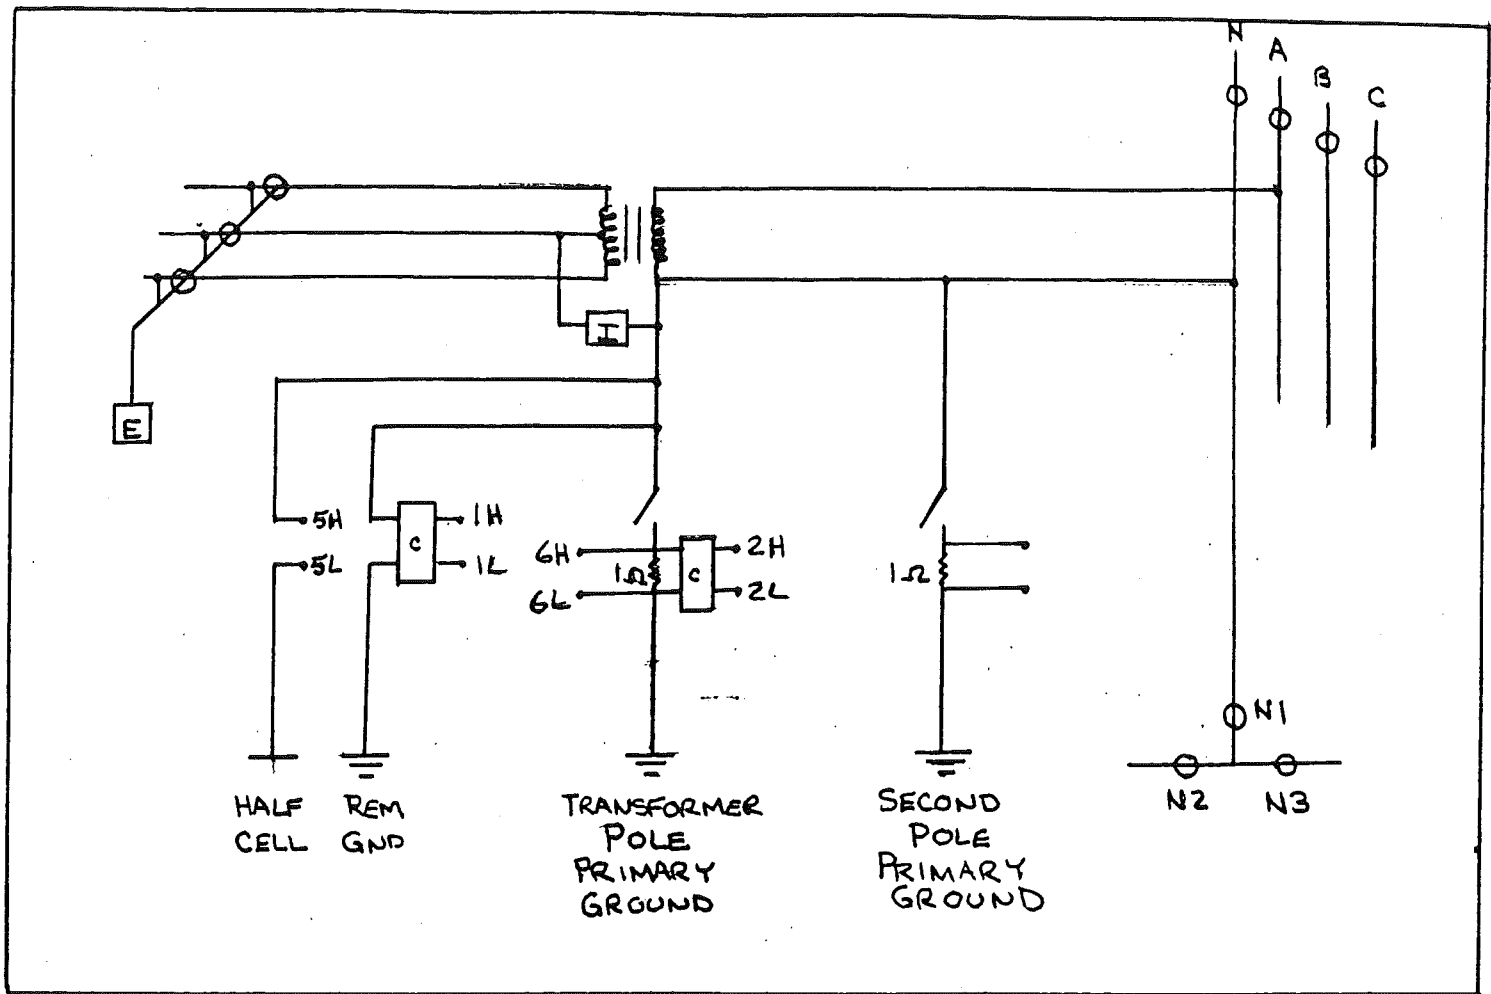 N
A
B
C
I
E
5H
5L
C
1H
1L
6H
6L
1Ω
C
2H
2L
1Ω
N1
N2
N3
HALF
CELL
REM
GND
TRANSFORMER
POLE
PRIMARY
GROUND
SECOND
POLE
PRIMARY
GROUND